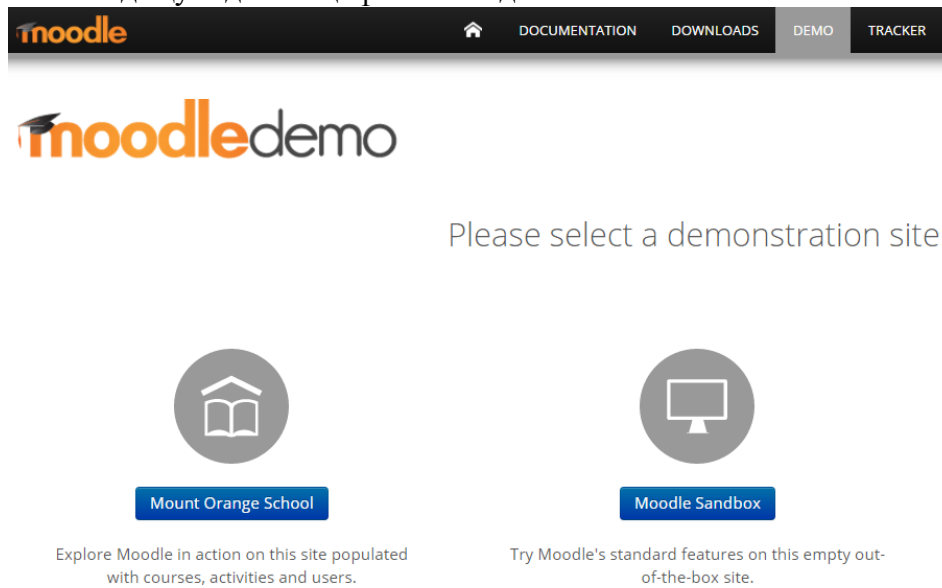 moodle
DOCUMENTATION DOWNLOADS DEMO TRACKER
moodledemo
Please select a demonstration site
Mount Orange School
Explore Moodle in action on this site populated
with courses, activities and users.
Moodle Sandbox
Try Moodle's standard features on this empty out-
of-the-box site.